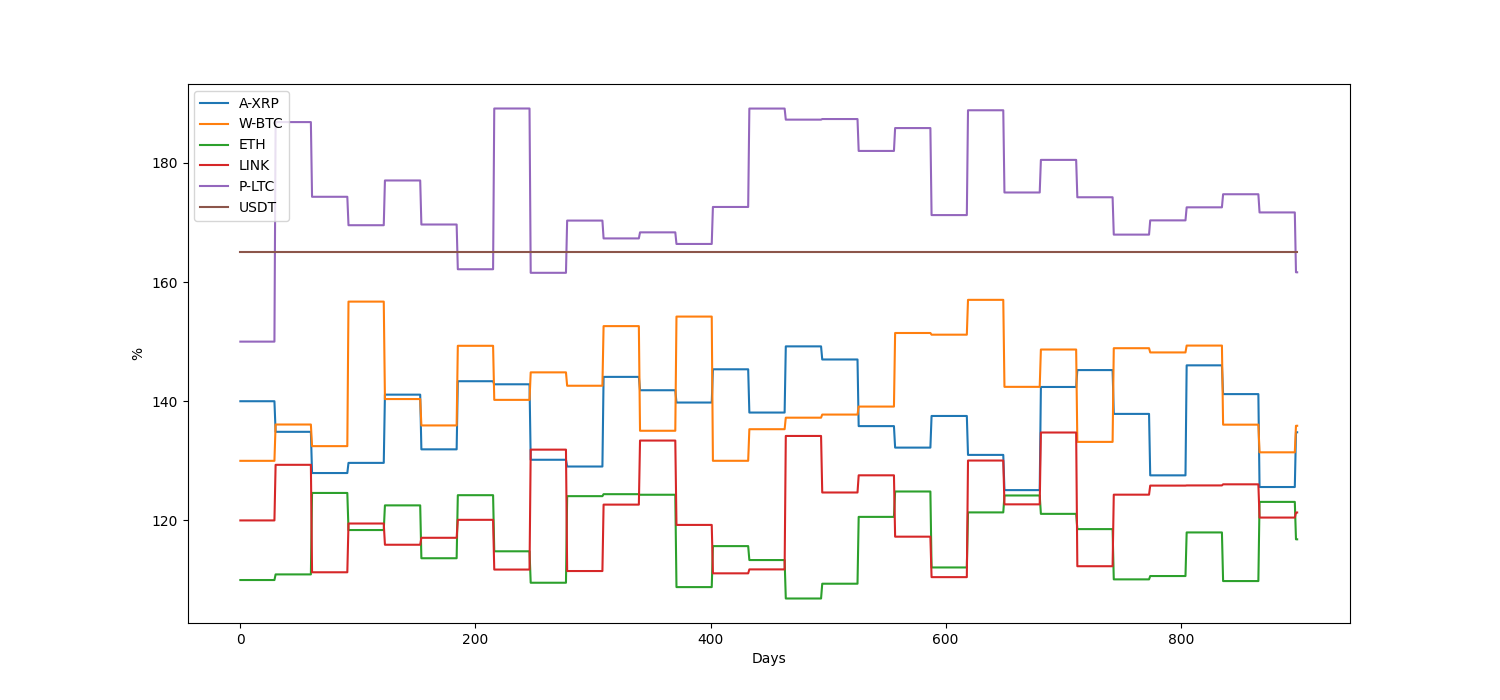 A-XRP
W-BTC
ETH
LINK
P-LTC
USDT
180
160
140
120
%
0 200 400 600 800
Days